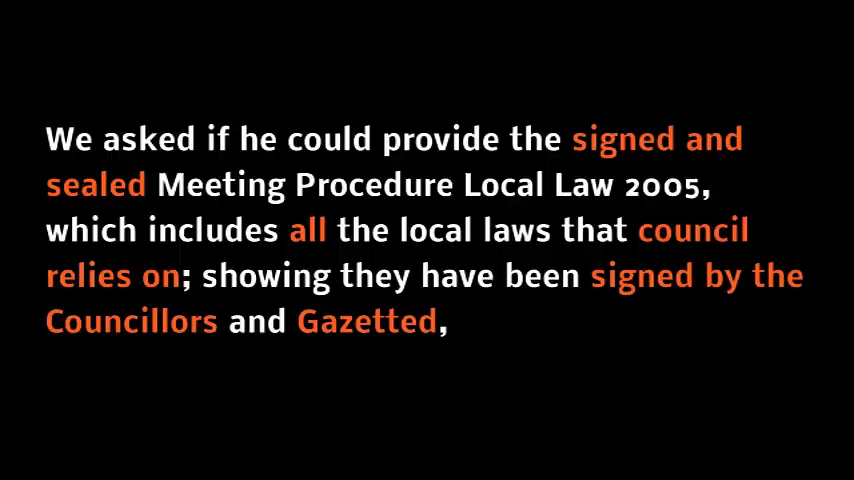 We asked if he could provide the signed and
sealed Meeting Procedure Local Law 2005,
which includes all the local laws that council
relies on; showing they have been signed by the
Councillors and Gazetted,